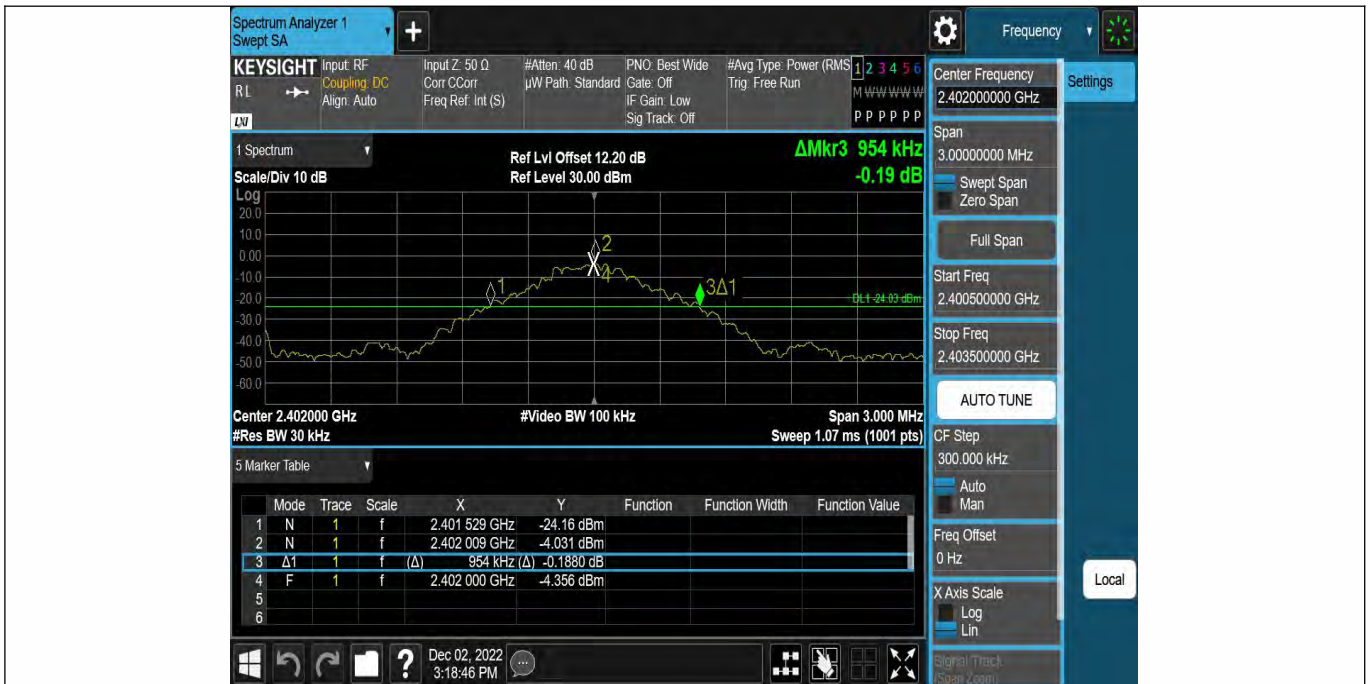 Spectrum Analyzer 1
Swept SA
+
Frequency
KEYSIGHT Input: RF Input Z: 50 Ω #Atten: 40 dB PNO: Best Wide #Avg Type: Power (RMS 1 2 3 4 5 6
RL Coupling: DC Corr CCorr µW Path: Standard Gate: Off Trig: Free Run M W W W W W
Align: Auto Freq Ref: Int (S) IF Gain: Low
LXI Sig Track: Off P P P P P P
1 Spectrum
Scale/Div 10 dB
Ref Lvl Offset 12.20 dB
Ref Level 30.00 dBm
ΔMkr3 954 kHz
-0.19 dB
Log
20.0
10.0
0.00
-10.0
-20.0
-30.0
-40.0
-50.0
-60.0
1
2
4
3Δ1
DL1 -24.03 dBm
Center 2.402000 GHz #Video BW 100 kHz Span 3.000 MHz
#Res BW 30 kHz Sweep 1.07 ms (1001 pts)
5 Marker Table
Mode Trace Scale X Y Function Function Width Function Value
1 N 1 f 2.401 529 GHz -24.16 dBm
2 N 1 f 2.402 009 GHz -4.031 dBm
3 Δ1 1 f (Δ) 954 kHz (Δ) -0.1880 dB
4 F 1 f 2.402 000 GHz -4.356 dBm
5
6
?
Dec 02, 2022
3:18:46 PM
Center Frequency
2.402000000 GHz
Settings
Span
3.00000000 MHz
Swept Span
Zero Span
Full Span
Start Freq
2.400500000 GHz
Stop Freq
2.403500000 GHz
AUTO TUNE
CF Step
300.000 kHz
Auto
Man
Freq Offset
0 Hz
Local
X Axis Scale
Log
Lin
Signal Track
(Span Zoom)